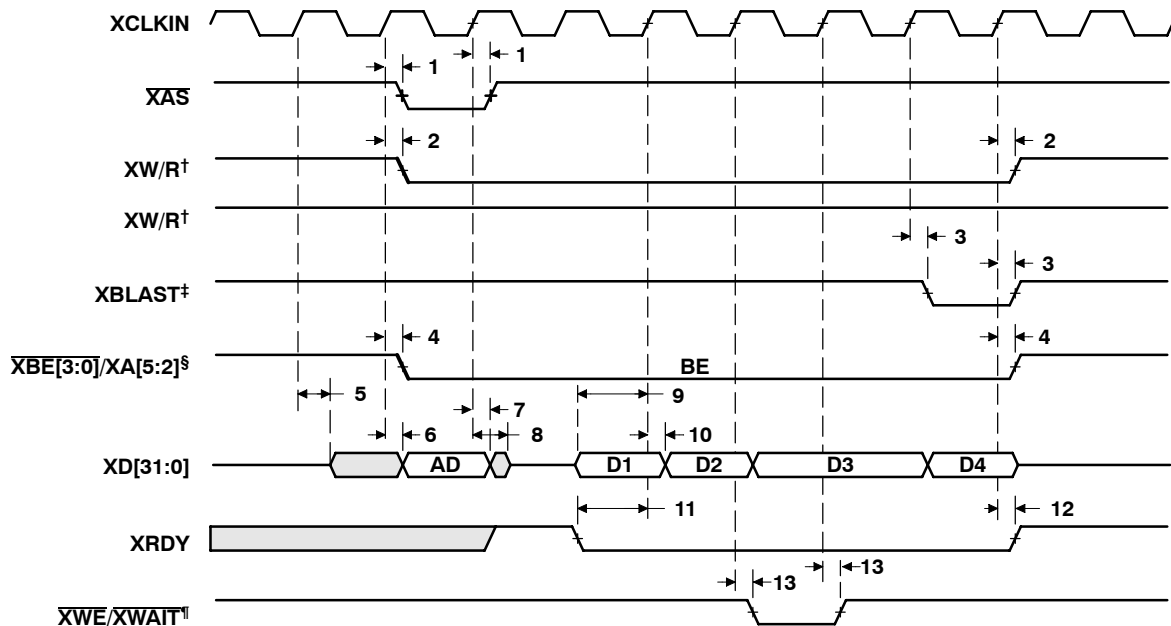 XCLKIN
1
1
XAS
2
2
XW/R†
XW/R†
3
3
XBLAST‡
4
4
XBE[3:0]/XA[5:2]§
BE
5
7
9
6
8
10
XD[31:0]
AD
D1
D2
D3
D4
11
12
XRDY
13
13
XWE/XWAIT¶